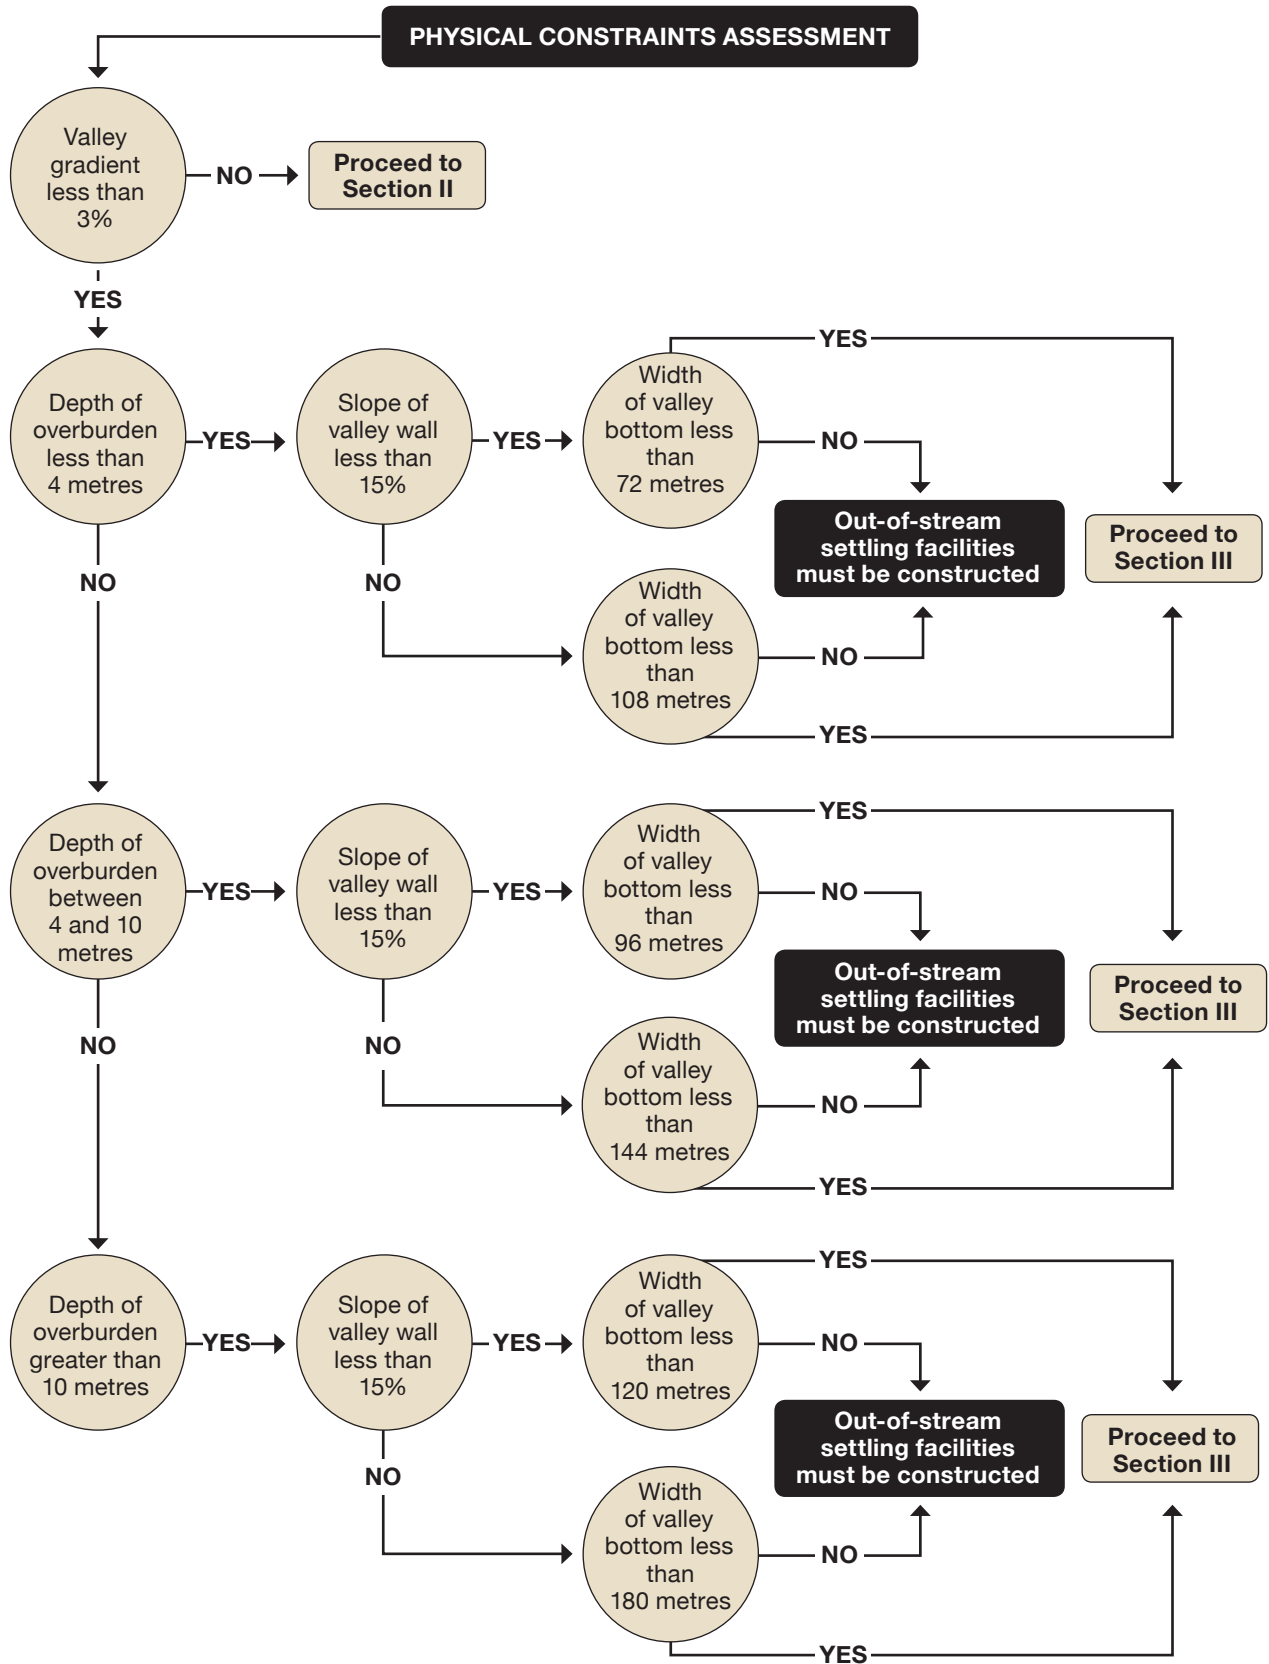 PHYSICAL CONSTRAINTS ASSESSMENT
Valley
gradient
less than
3%
NO
Proceed to
Section II
YES
Depth of
overburden
less than
4 metres
YES
Slope of
valley wall
less than
15%
YES
Width
of valley
bottom less
than
72 metres
YES
NO
Out-of-stream
settling facilities
must be constructed
Proceed to
Section III
NO
NO
Width
of valley
bottom less
than
108 metres
NO
YES
Depth of
overburden
between
4 and 10
metres
YES
Slope of
valley wall
less than
15%
YES
Width
of valley
bottom less
than
96 metres
YES
NO
Out-of-stream
settling facilities
must be constructed
Proceed to
Section III
NO
NO
Width
of valley
bottom less
than
144 metres
NO
YES
Depth of
overburden
greater than
10 metres
YES
Slope of
valley wall
less than
15%
YES
Width
of valley
bottom less
than
120 metres
YES
NO
Out-of-stream
settling facilities
must be constructed
Proceed to
Section III
NO
Width
of valley
bottom less
than
180 metres
NO
YES